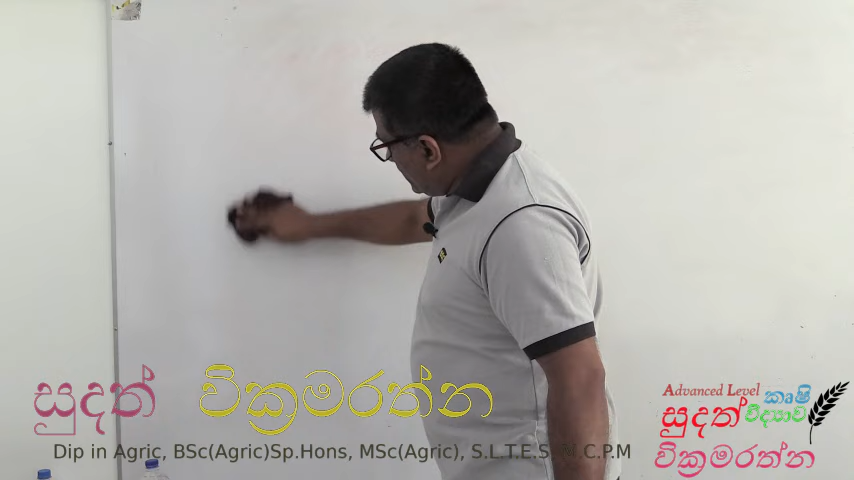 සුදත් වික්‍රමරත්න
Dip in Agric, BSc(Agric)Sp.Hons, MSc(Agric), S.L.T.E.S, M.C.P.M
Advanced Level කෘෂි
සුදත් විද්‍යාව
වික්‍රමරත්න